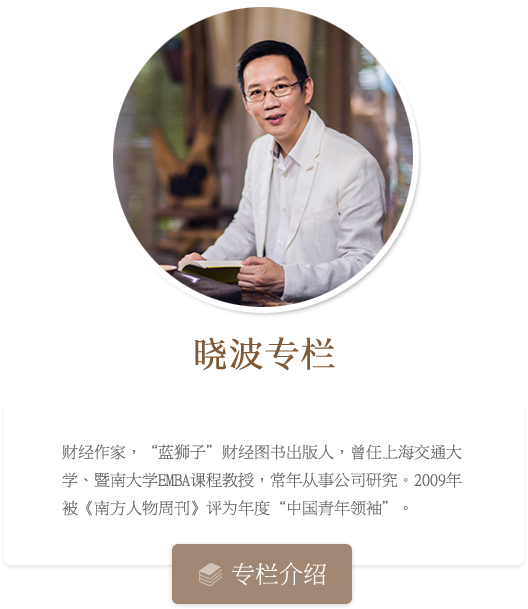 晓波专栏
财经作家，“蓝狮子”财经图书出版人，曾任上海交通大
学、暨南大学EMBA课程教授，常年从事公司研究。2009年
被《南方人物周刊》评为年度“中国青年领袖”。
专栏介绍